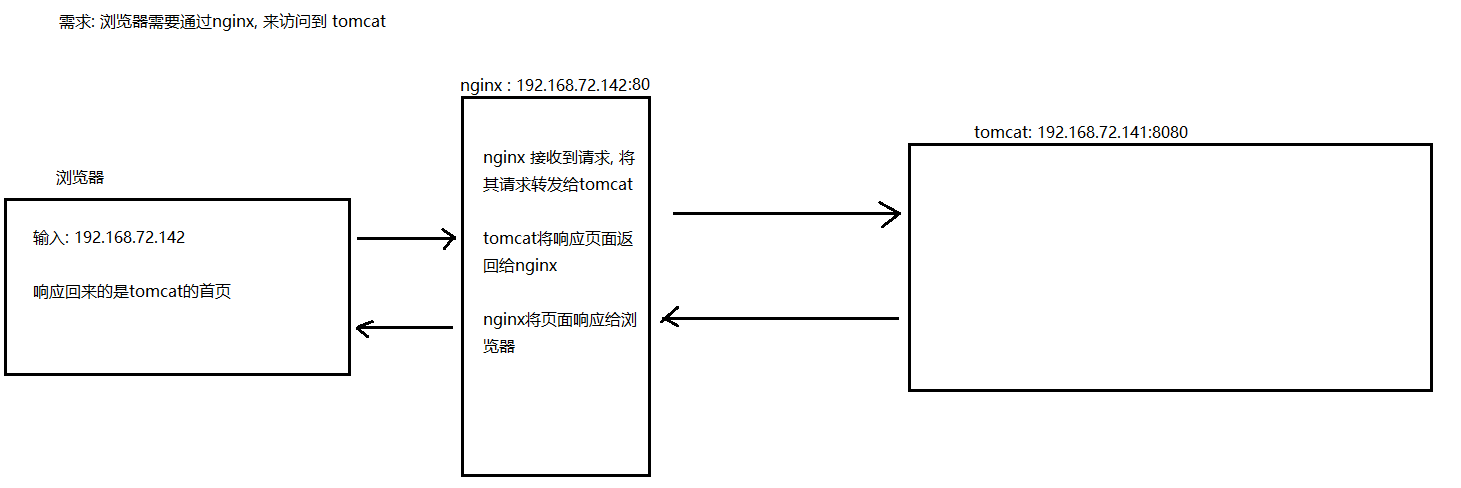 需求: 浏览器需要通过nginx, 来访问到 tomcat
nginx : 192.168.72.142:80
tomcat: 192.168.72.141:8080
浏览器
输入: 192.168.72.142
响应回来的是tomcat的首页
nginx 接收到请求, 将
其请求转发给tomcat
tomcat将响应页面返
回给nginx
nginx将页面响应给浏
览器